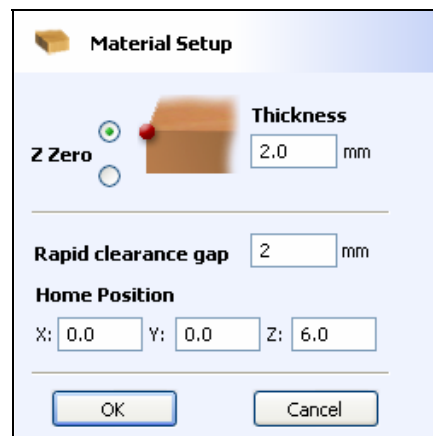 Material Setup
Thickness
Z Zero
2.0 mm
Rapid clearance gap 2 mm
Home Position
X: 0.0 Y: 0.0 Z: 6.0
OK Cancel